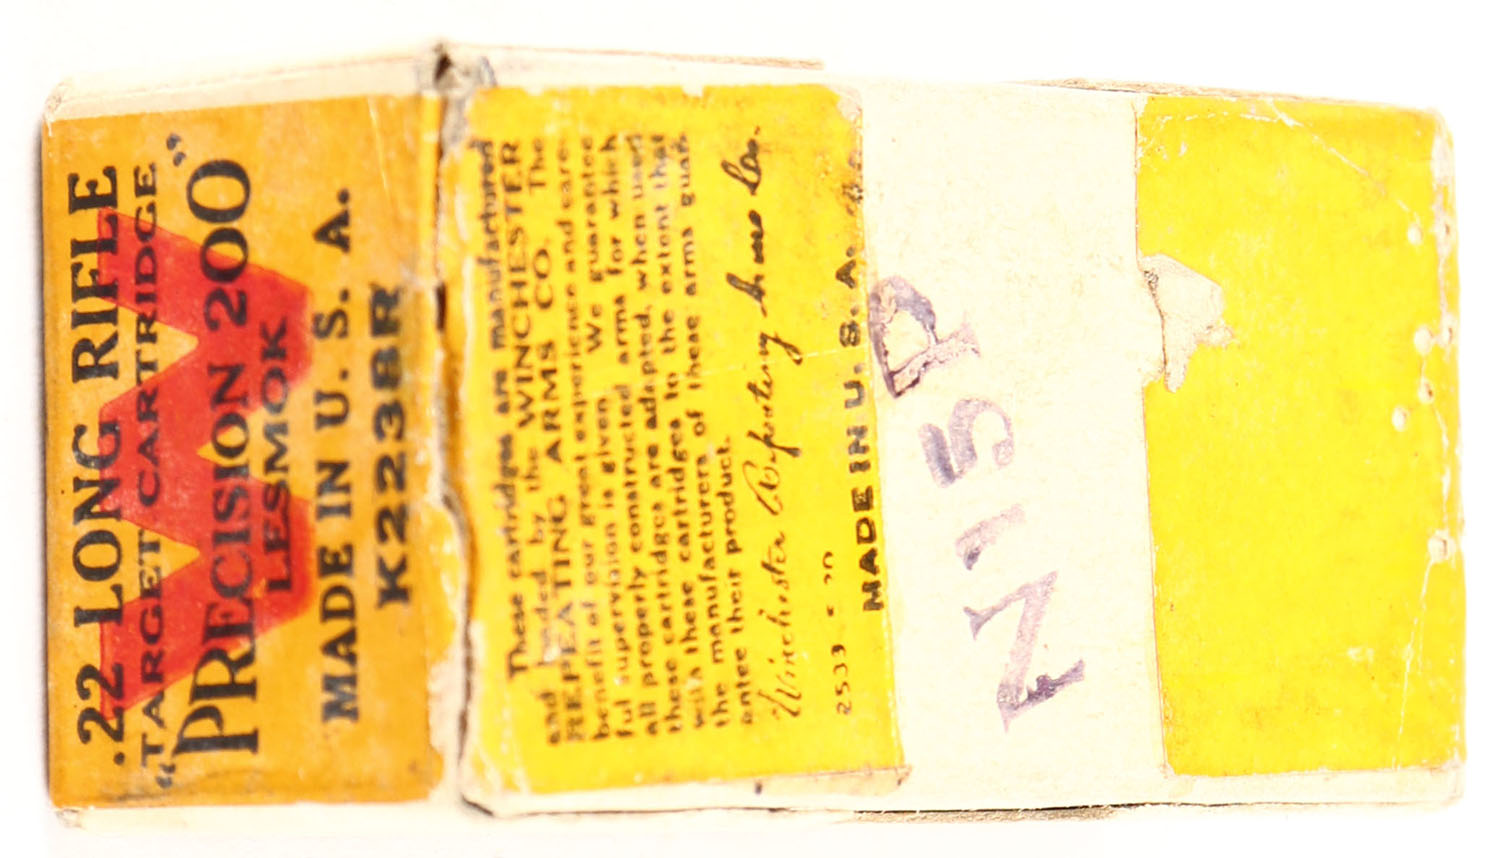 .22 LONG RIFLE
“TARGET CARTRIDGE”
PRECISION 200
LESMOK
MADE IN U. S. A.
K2238R
These cartridges are manufactured
and by the WINCHESTER
REPEATING ARMS CO. The
benefit of our great experience and care-
ful supervision is given. We guarantee
all properly constructed arms for which
these cartridges are adapted, when used
with these cartridges to the extent that
the manufacturers of these arms guar-
antee their product.
Winchester Repeating Arms Co.
MADE IN U. S. A.
N15P